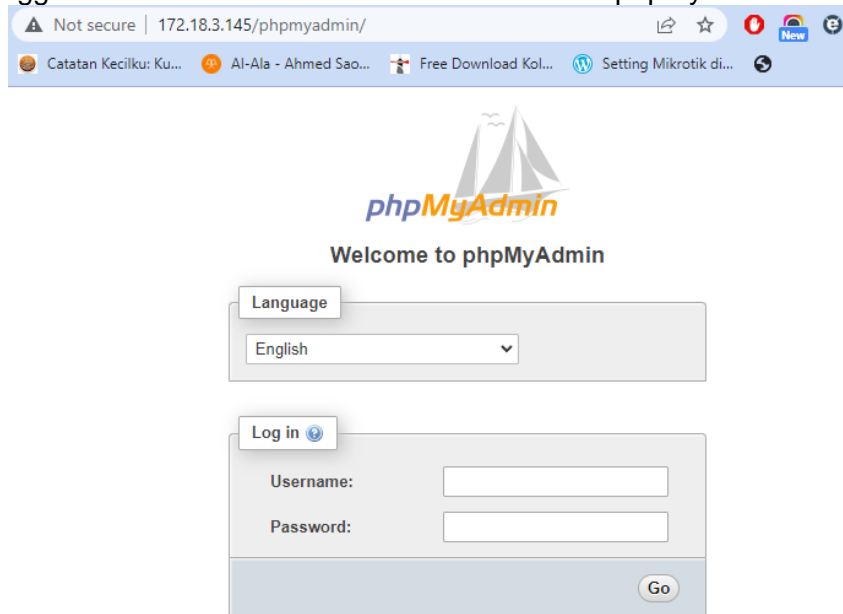 Not secure | 172.18.3.145/phpmyadmin/
New
Catatan Kecilku: Ku... Al-Ala - Ahmed Sao... Free Download Kol... Setting Mikrotik di...
phpMyAdmin
Welcome to phpMyAdmin
Language
English
Log in
Username:
Password:
Go